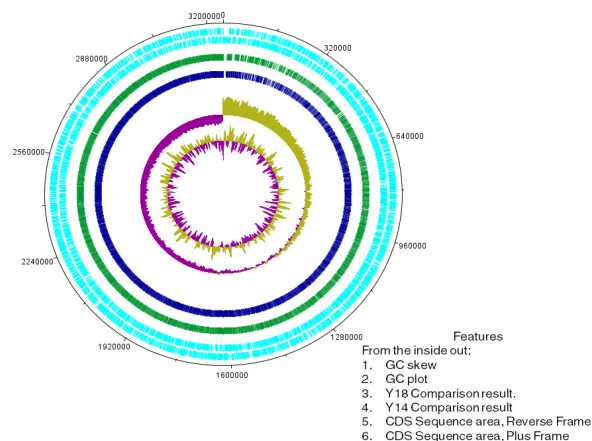 3200000
320000
2880000
640000
2560000
960000
2240000
1280000
1920000
1600000
Features
From the inside out:
1. GC skew
2. GC plot
3. Y18 Comparison result.
4. Y14 Comparison result
5. CDS Sequence area, Reverse Frame
6. CDS Sequence area, Plus Frame